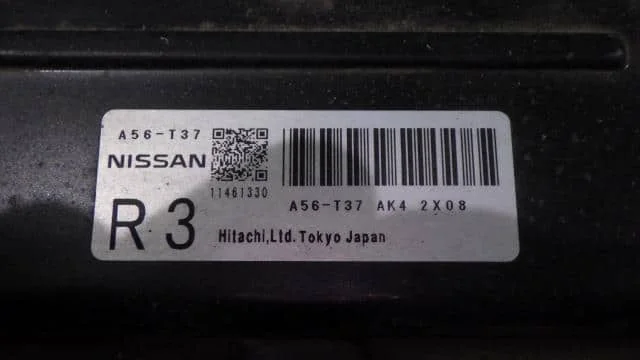 A56-T37
NISSAN
11461330
A56-T37 AK4 2X08
R3
Hitachi,Ltd. Tokyo Japan